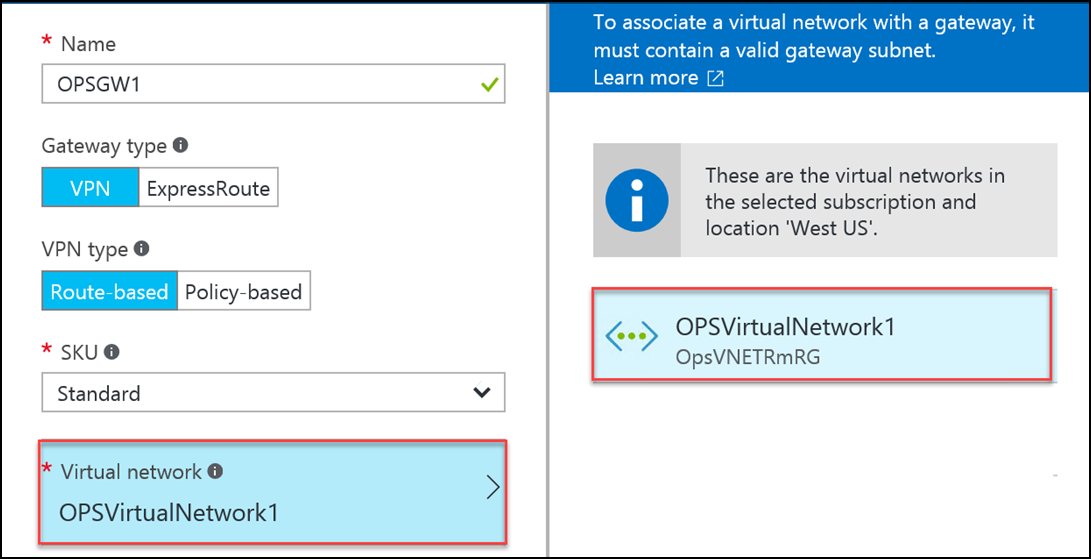 * Name
OPSGW1
Gateway type
VPN
ExpressRoute
VPN type
Route-based
Policy-based
* SKU
Standard
* Virtual network
OPSVirtualNetwork1
To associate a virtual network with a gateway, it
must contain a valid gateway subnet.
Learn more
These are the virtual networks in
the selected subscription and
location 'West US'.
OPSVirtualNetwork1
OpsVNETRmRG